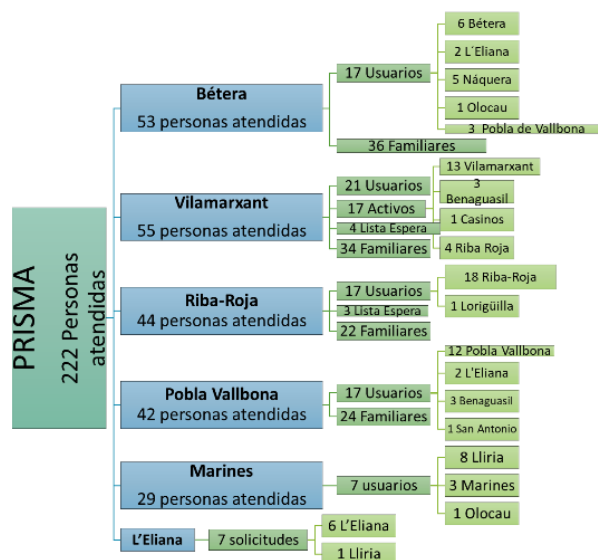 PRISMA
222 Personas
atendidas
Bétera
53 personas atendidas
17 Usuarios
6 Bétera
2 L´Eliana
5 Náquera
1 Olocau
3 Pobla de Vallbona
36 Familiares
Vilamarxant
55 personas atendidas
21 Usuarios
17 Activos
13 Vilamarxant
3
Benaguasil
1 Casinos
4 Riba Roja
4 Lista Espera
34 Familiares
Riba-Roja
44 personas atendidas
17 Usuarios
18 Riba-Roja
1 Lorigüilla
3 Lista Espera
22 Familiares
Pobla Vallbona
42 personas atendidas
17 Usuarios
12 Pobla Vallbona
2 L'Eliana
3 Benaguasil
1 San Antonio
24 Familiares
Marines
29 personas atendidas
7 usuarios
8 Lliria
3 Marines
1 Olocau
L’Eliana
7 solicitudes
6 L’Eliana
1 Lliria